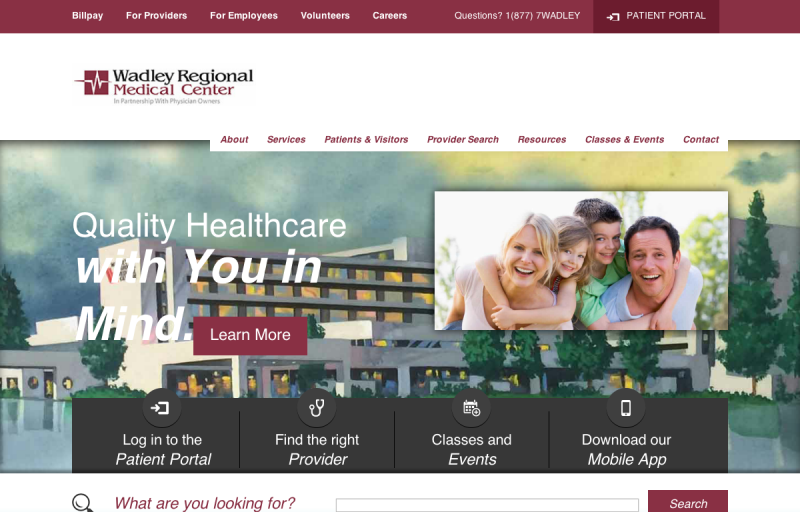 Billpay For Providers For Employees Volunteers Careers Questions? 1(877) 7WADLEY PATIENT PORTAL
Wadley Regional
Medical Center
In Partnership With Physician Owners
About Services Patients & Visitors Provider Search Resources Classes & Events Contact
Quality Healthcare
with You in
Mind.
Learn More
Log in to the
Patient Portal
Find the right
Provider
Classes and
Events
Download our
Mobile App
What are you looking for?
Search